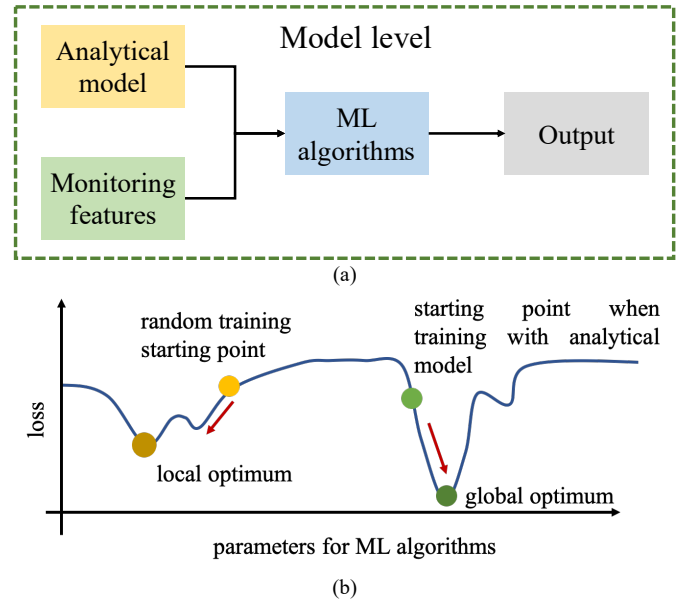 Model level
Analytical
model
ML
algorithms
Output
Monitoring
features
(a)
random training
starting point
starting point when
training with analytical
model
loss
local optimum
global optimum
parameters for ML algorithms
(b)